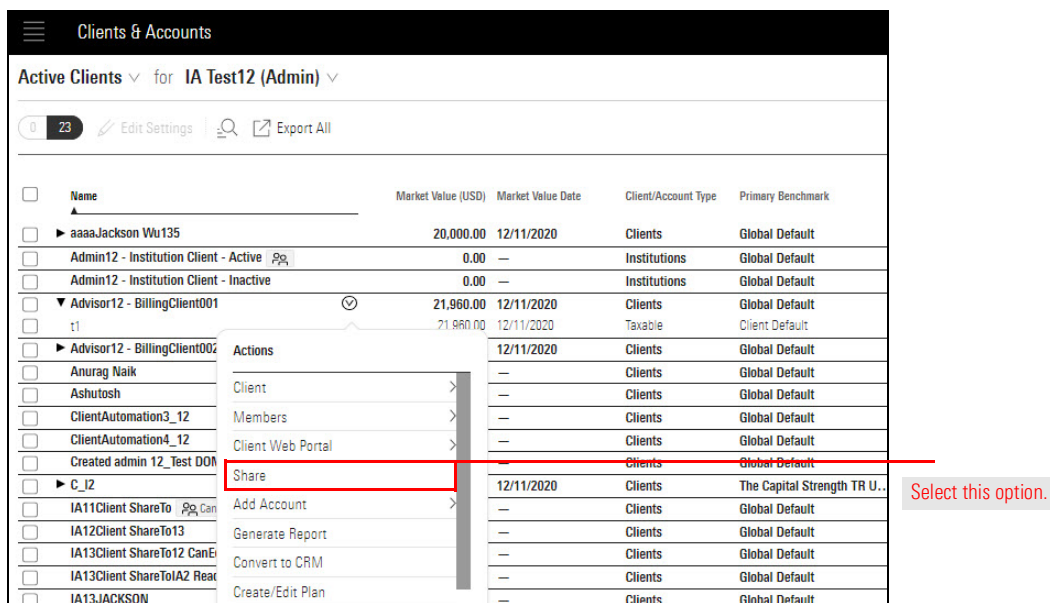 Clients & Accounts
Active Clients for IA Test12 (Admin)
0 23 Edit Settings Export All
Name Market Value (USD) Market Value Date Client/Account Type Primary Benchmark
aaaaJackson Wu135 20,000.00 12/11/2020 Clients Global Default
Admin12 - Institution Client - Active 0.00 — Institutions Global Default
Admin12 - Institution Client - Inactive 0.00 — Institutions Global Default
Advisor12 - BillingClient001 21,960.00 12/11/2020 Clients Global Default
t1 21,960.00 12/11/2020 Taxable Client Default
Advisor12 - BillingClient002 12/11/2020 Clients Global Default
Anurag Naik — Clients Global Default
Ashutosh — Clients Global Default
ClientAutomation3_12 — Clients Global Default
ClientAutomation4_12 — Clients Global Default
Created admin 12_Test DON — Clients Global Default
C_I2 12/11/2020 Clients The Capital Strength TR U...
IA11Client ShareTo Can — Clients Global Default
IA12Client ShareTo13 — Clients Global Default
IA13Client ShareTo12 CanE — Clients Global Default
IA13Client ShareToIA2 Read — Clients Global Default
IA13JACKSON — Clients Global Default
Actions
Client
Members
Client Web Portal
Share
Add Account
Generate Report
Convert to CRM
Create/Edit Plan
Select this option.